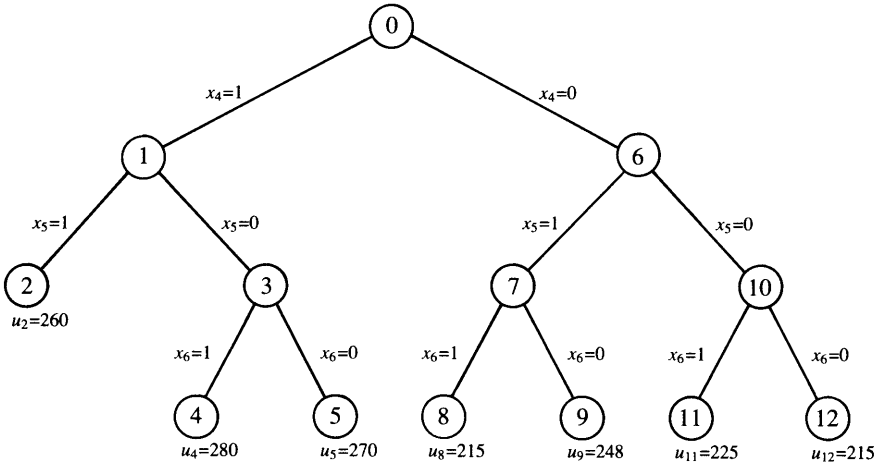 0
x₄=1 x₄=0
1 6
x₅=1 x₅=0 x₅=1 x₅=0
2 3 7 10
u₂=260
x₆=1 x₆=0 x₆=1 x₆=0 x₆=1 x₆=0
4 5 8 9 11 12
u₄=280 u₅=270 u₈=215 u₉=248 u₁₁=225 u₁₂=215